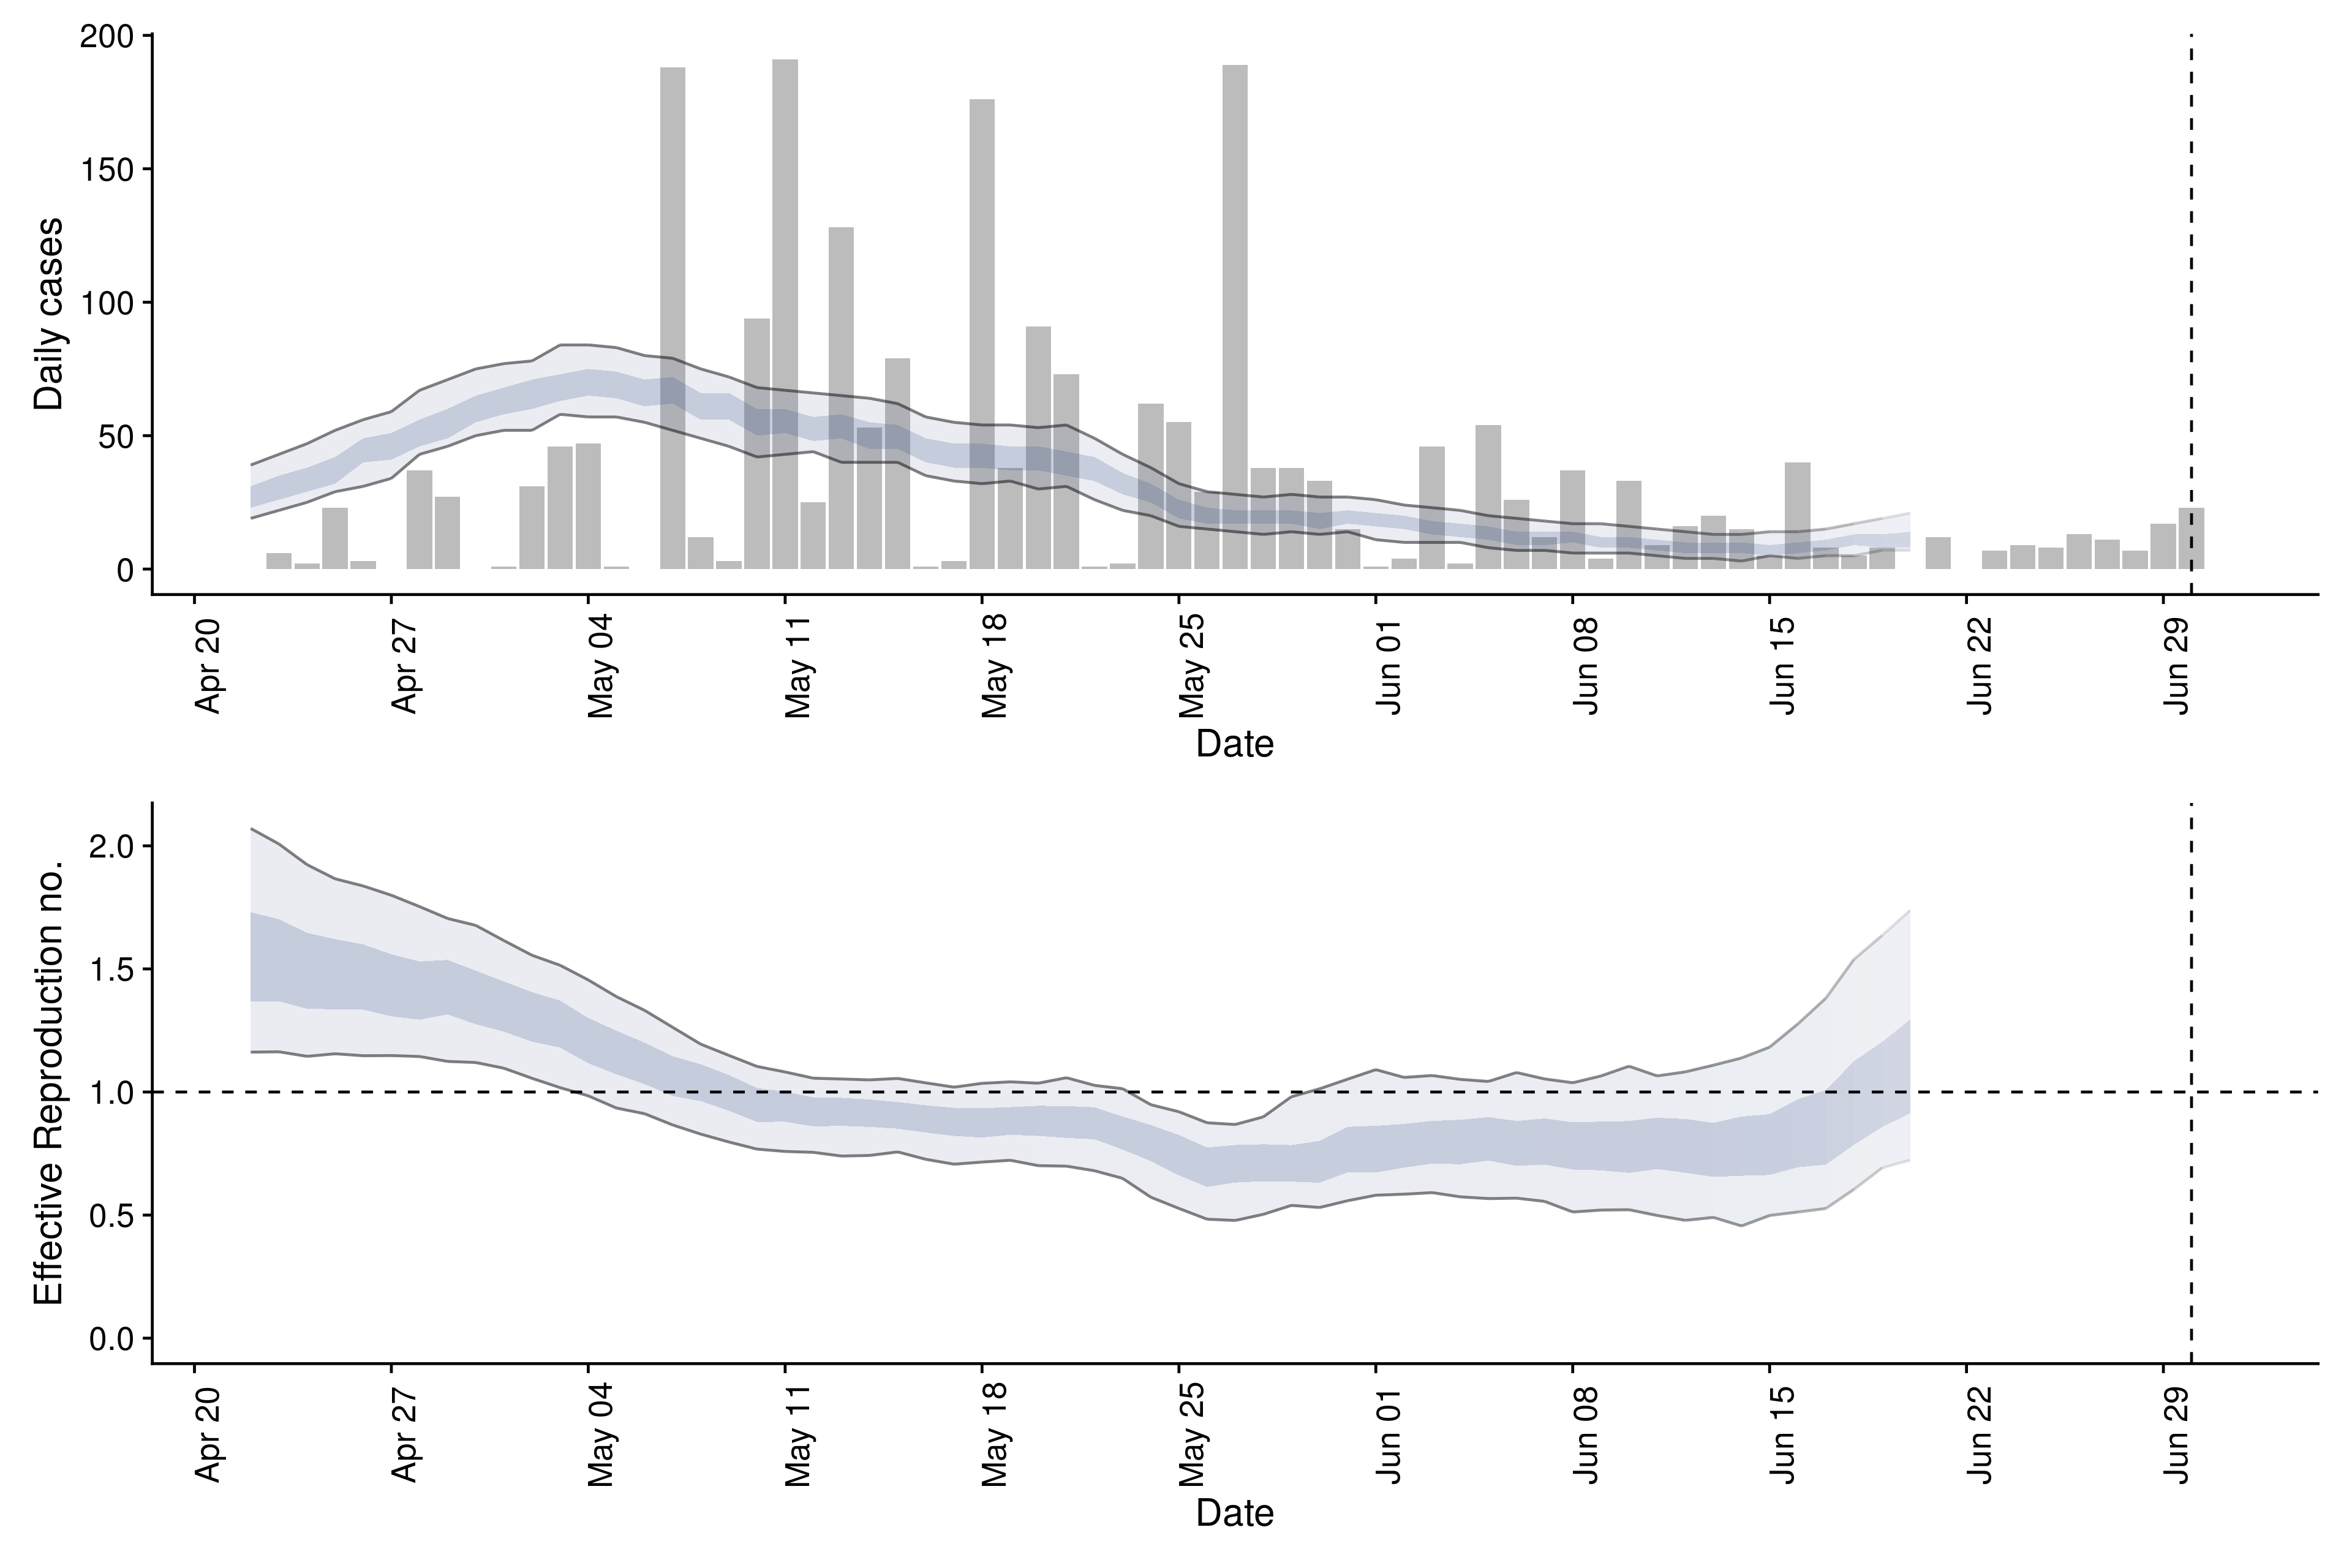 Daily cases
200
150
100
50
0
Apr 20
Apr 27
May 04
May 11
May 18
May 25
Jun 01
Jun 08
Jun 15
Jun 22
Jun 29
Date
Effective Reproduction no.
2.0
1.5
1.0
0.5
0.0
Apr 20
Apr 27
May 04
May 11
May 18
May 25
Jun 01
Jun 08
Jun 15
Jun 22
Jun 29
Date